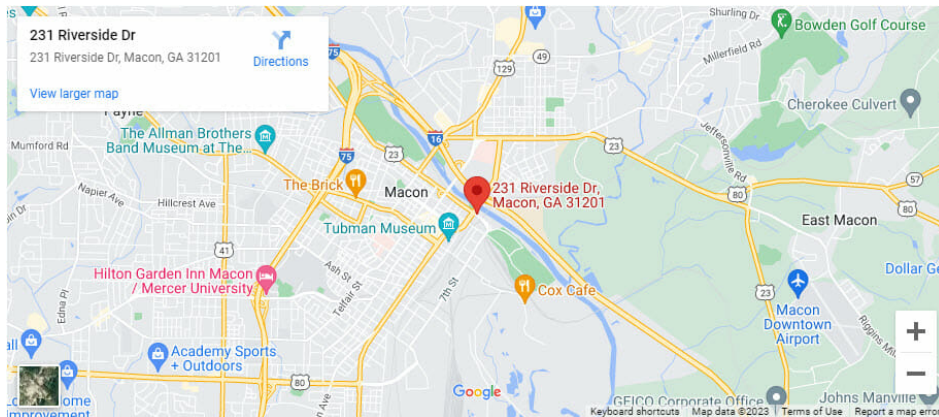 231 Riverside Dr
231 Riverside Dr, Macon, GA 31201
Directions
View larger map
Shurling Dr
Bowden Golf Course
Millerfield Rd
75
129
49
Cherokee Culvert
Jeffersonville Rd
Payne
The Allman Brothers
Band Museum at The...
Mumford Rd
16
75
23
23
80
57
80
Napier Ave
The Brick
Macon
231 Riverside Dr,
Macon, GA 31201
Hillcrest Ave
Tubman Museum
East Macon
41
Ash St
Telfair St
7th St
Hilton Garden Inn Macon
/ Mercer University
Cox Cafe
Dollar Ge
Edna Pl
23
Macon
Downtown
Airport
Riggins Mi
Academy Sports
+ Outdoors
80
Google
GEICO Corporate Office
Johns Manville
Improvement
Keyboard shortcuts
Map data ©2023
Terms of Use
Report a map err